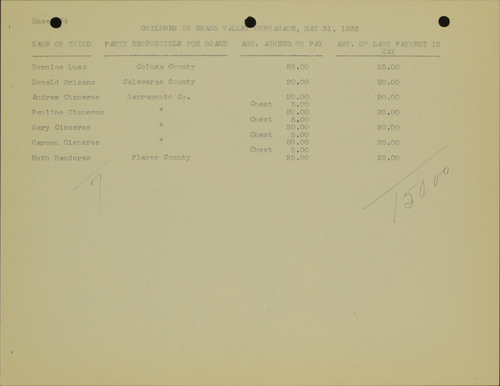 Sheet #4
CHILDREN IN GRASS VALLEY ORPHANAGE, MAY 31, 1932
NAME OF CHILD PARTY RESPONSIBLE FOR BOARD AMT. AGREED TO PAY AMT. OF LAST PAYMENT IN
MAY
Bernice Luez Colusa County 25.00 25.00
Donald Briseno Calaveras County 20.00 20.00
Andrew Cisneros Sacramento Co. 20.00 20.00
Chest 5.00
Pauline Cisneros " 20.00 20.00
Chest 5.00
Mary Cisneros " 20.00 20.00
Chest 5.00
Carmen Cisneros " 20.00 20.00
Chest 5.00
Ruth Randeras Placer County 25.00 25.00
7
150.00